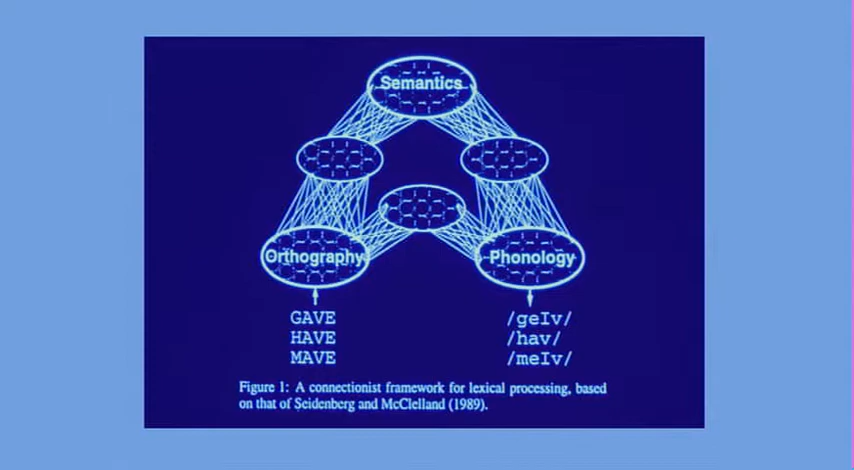 Semantics
Orthography
Phonology
GAVE /geIv/
HAVE /hav/
MAVE /meIv/
Figure 1: A connectionist framework for lexical processing, based
on that of Seidenberg and McClelland (1989).